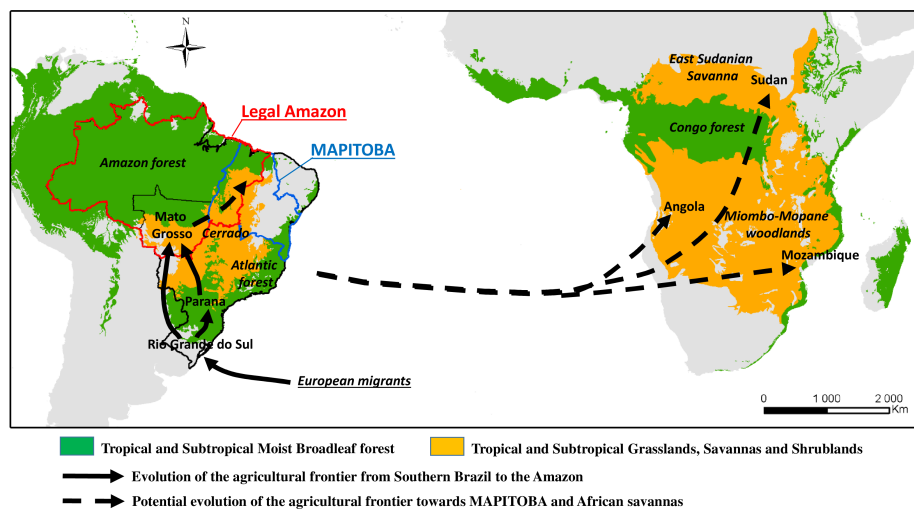 N
East Sudanian
Savanna
Sudan
Legal Amazon
Congo forest
MAPITOBA
Amazon forest
Angola
Mato
Grosso
Miombo-Mopane
woodlands
Cerrado
Mozambique
Atlantic
forest
Parana
Rio Grande do Sul
European migrants
0 1 000 2 000
Km
Tropical and Subtropical Moist Broadleaf forest
Tropical and Subtropical Grasslands, Savannas and Shrublands
Evolution of the agricultural frontier from Southern Brazil to the Amazon
Potential evolution of the agricultural frontier towards MAPITOBA and African savannas